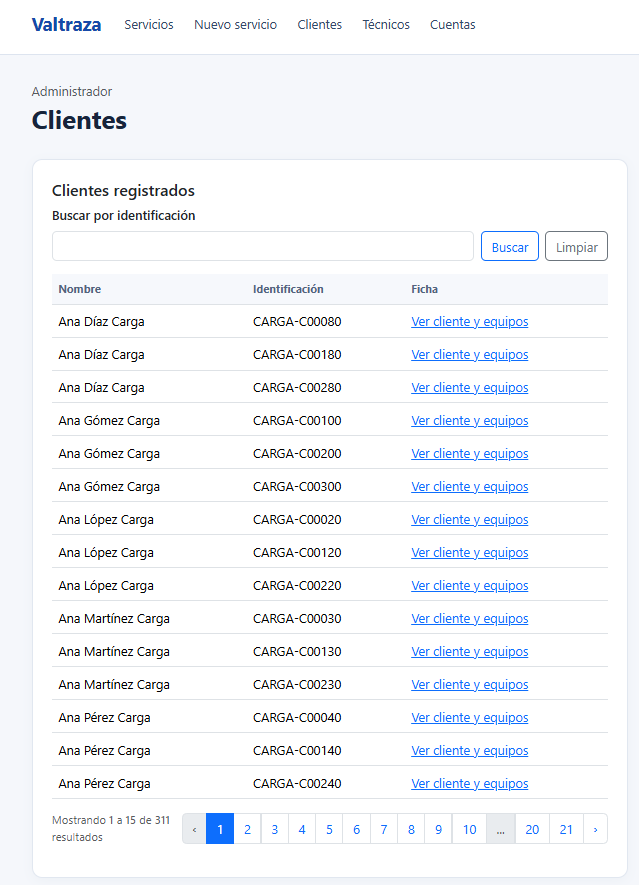 Valtraza Servicios Nuevo servicio Clientes Técnicos Cuentas
Administrador
Clientes
Clientes registrados
Buscar por identificación
Buscar Limpiar
Nombre Identificación Ficha
Ana Díaz Carga CARGA-C00080 Ver cliente y equipos
Ana Díaz Carga CARGA-C00180 Ver cliente y equipos
Ana Díaz Carga CARGA-C00280 Ver cliente y equipos
Ana Gómez Carga CARGA-C00100 Ver cliente y equipos
Ana Gómez Carga CARGA-C00200 Ver cliente y equipos
Ana Gómez Carga CARGA-C00300 Ver cliente y equipos
Ana López Carga CARGA-C00020 Ver cliente y equipos
Ana López Carga CARGA-C00120 Ver cliente y equipos
Ana López Carga CARGA-C00220 Ver cliente y equipos
Ana Martínez Carga CARGA-C00030 Ver cliente y equipos
Ana Martínez Carga CARGA-C00130 Ver cliente y equipos
Ana Martínez Carga CARGA-C00230 Ver cliente y equipos
Ana Pérez Carga CARGA-C00040 Ver cliente y equipos
Ana Pérez Carga CARGA-C00140 Ver cliente y equipos
Ana Pérez Carga CARGA-C00240 Ver cliente y equipos
Mostrando 1 a 15 de 311
resultados
‹ 1 2 3 4 5 6 7 8 9 10 ... 20 21 ›